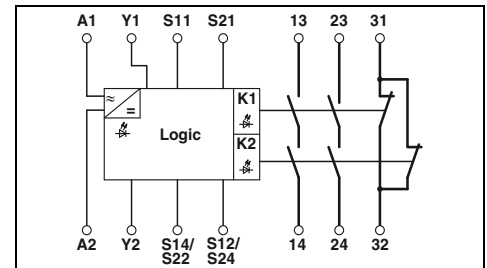 A1 Y1 S11 S21 13 23 31
≈
=
K1
Logic
K2
A2 Y2 S14/ S12/ 14 24 32
S22 S24